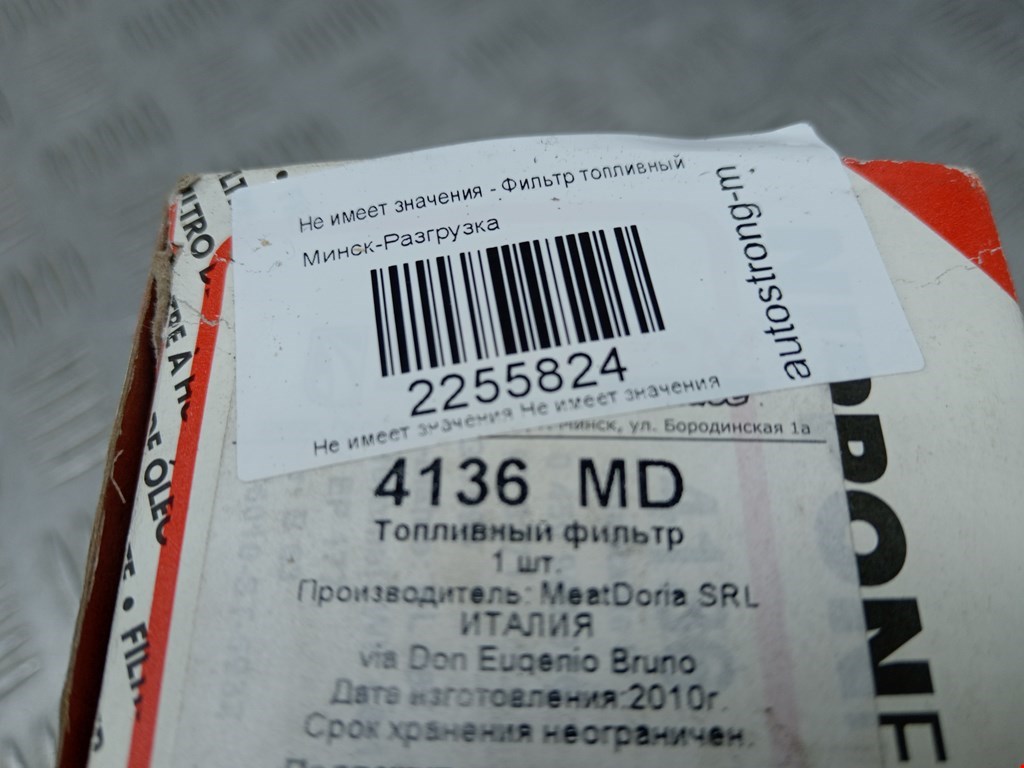 Не имеет значения - Фильтр топливный
Минск-Разгрузка
2255824
Не имеет значения Не имеет значения
autostrong-m
Минск, ул. Бородинская 1а
4136 MD
Топливный фильтр
1 шт.
Производитель: MeatDoria SRL
ИТАЛИЯ
via Don Eugenio Bruno
Дата изготовления:2010г.
Срок хранения неограничен.